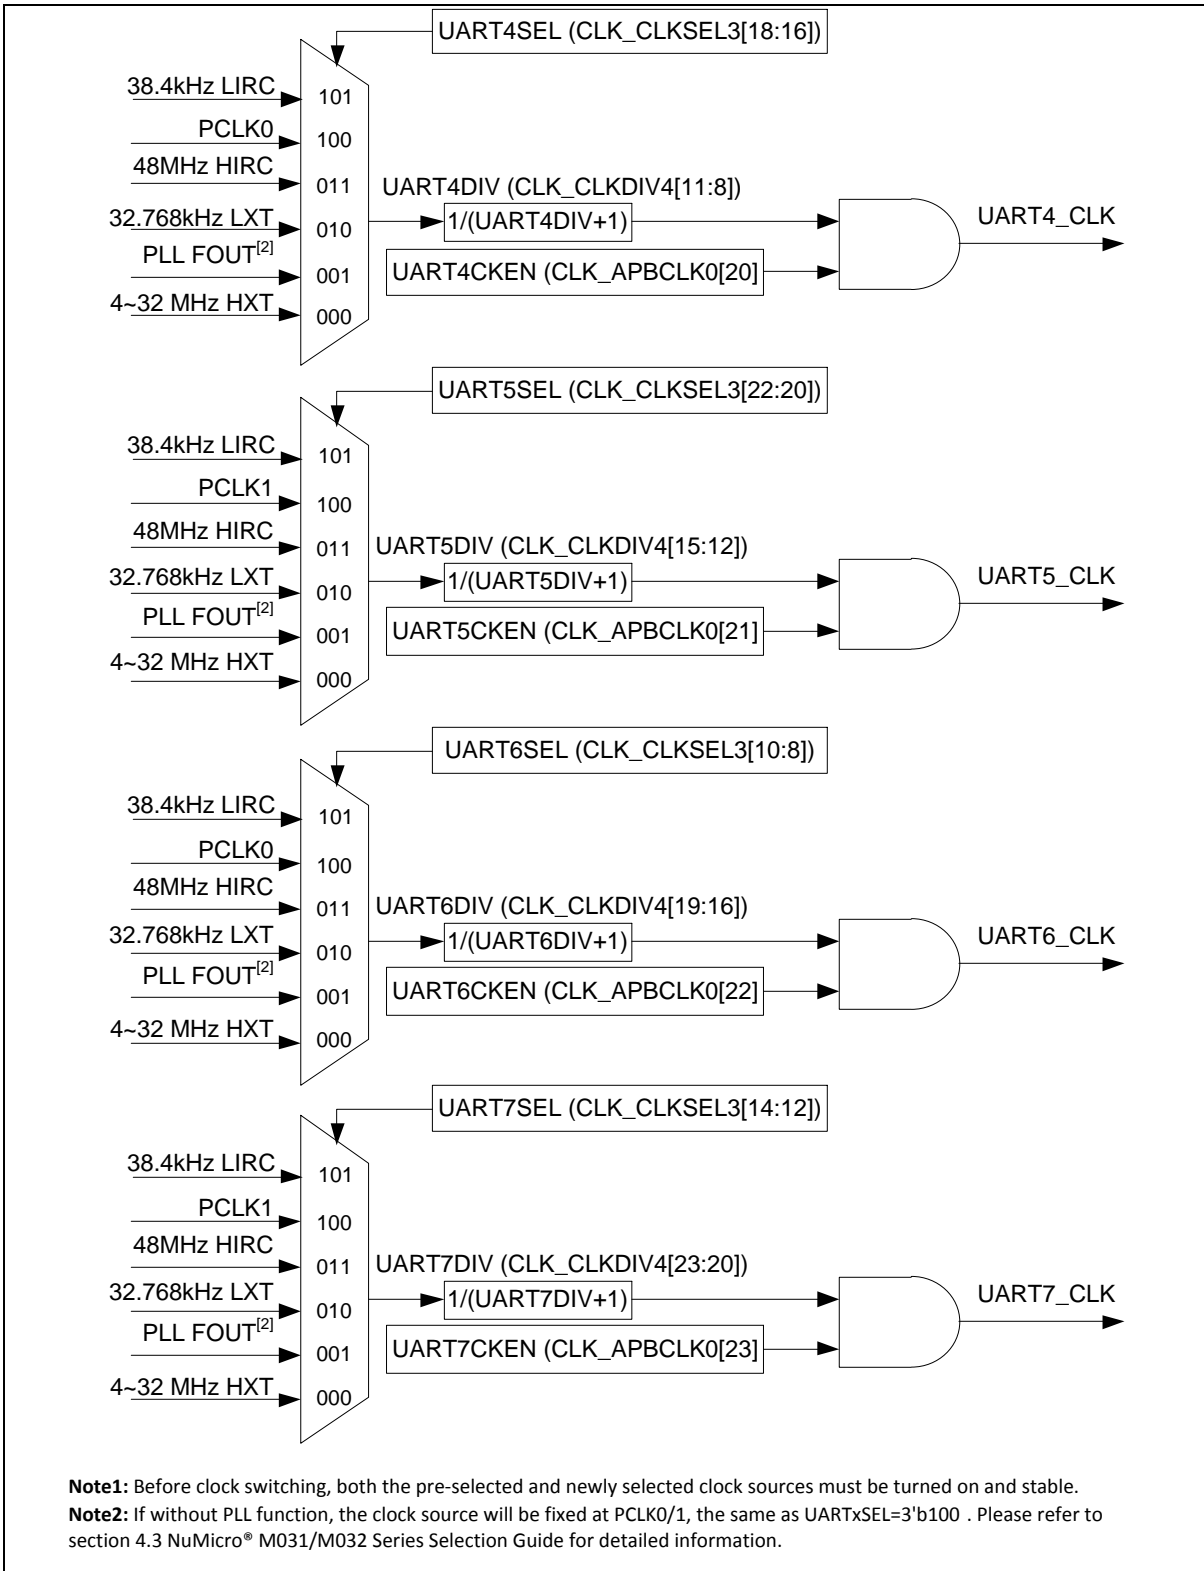 UART4SEL (CLK_CLKSEL3[18:16])
38.4kHz LIRC
101
PCLK0
100
48MHz HIRC
011
UART4DIV (CLK_CLKDIV4[11:8])
32.768kHz LXT
010
1/(UART4DIV+1)
UART4_CLK
PLL FOUT[2]
001
UART4CKEN (CLK_APBCLK0[20]
4~32 MHz HXT
000
UART5SEL (CLK_CLKSEL3[22:20])
38.4kHz LIRC
101
PCLK1
100
48MHz HIRC
011
UART5DIV (CLK_CLKDIV4[15:12])
32.768kHz LXT
010
1/(UART5DIV+1)
UART5_CLK
PLL FOUT[2]
001
UART5CKEN (CLK_APBCLK0[21]
4~32 MHz HXT
000
UART6SEL (CLK_CLKSEL3[10:8])
38.4kHz LIRC
101
PCLK0
100
48MHz HIRC
011
UART6DIV (CLK_CLKDIV4[19:16])
32.768kHz LXT
010
1/(UART6DIV+1)
UART6_CLK
PLL FOUT[2]
001
UART6CKEN (CLK_APBCLK0[22]
4~32 MHz HXT
000
UART7SEL (CLK_CLKSEL3[14:12])
38.4kHz LIRC
101
PCLK1
100
48MHz HIRC
011
UART7DIV (CLK_CLKDIV4[23:20])
32.768kHz LXT
010
1/(UART7DIV+1)
UART7_CLK
PLL FOUT[2]
001
UART7CKEN (CLK_APBCLK0[23]
4~32 MHz HXT
000
Note1: Before clock switching, both the pre-selected and newly selected clock sources must be turned on and stable.
Note2: If without PLL function, the clock source will be fixed at PCLK0/1, the same as UARTxSEL=3'b100 . Please refer to
section 4.3 NuMicro® M031/M032 Series Selection Guide for detailed information.